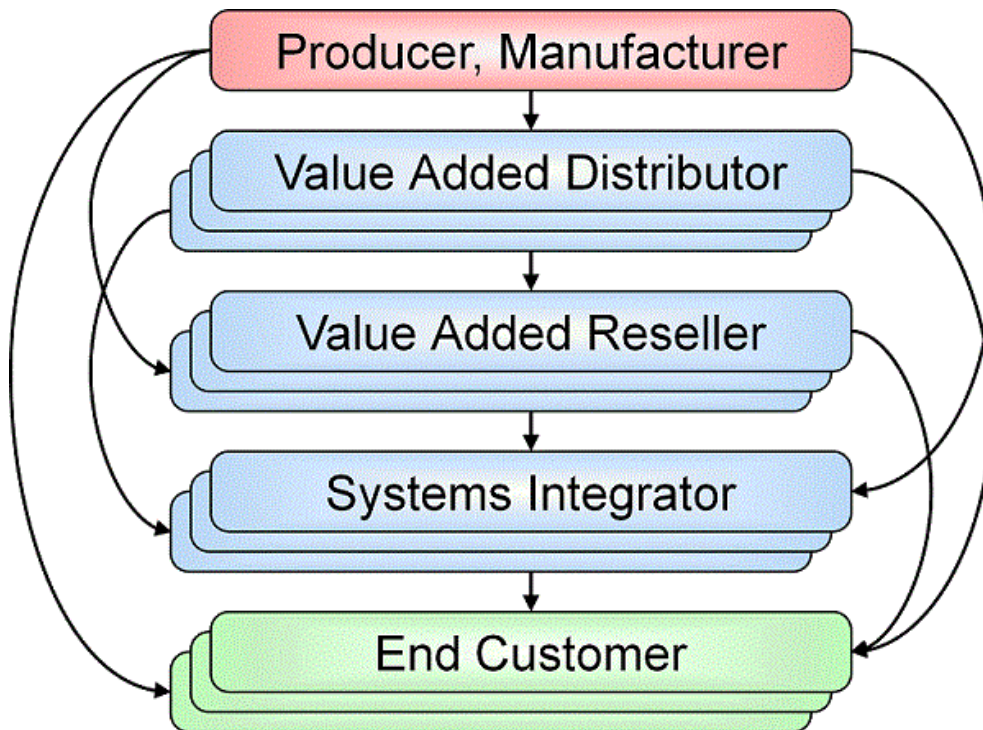 Producer, Manufacturer
Value Added Distributor
Value Added Reseller
Systems Integrator
End Customer